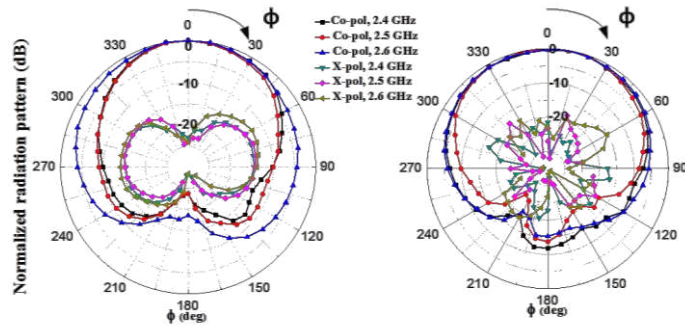 Φ
Φ
0
330
30
300
60
270
90
240
120
210
150
180
0
-10
-20
Normalized radiation pattern (dB)
ϕ (deg)
Co-pol, 2.4 GHz
Co-pol, 2.5 GHz
Co-pol, 2.6 GHz
X-pol, 2.4 GHz
X-pol, 2.5 GHz
X-pol, 2.6 GHz
0
330
30
300
60
270
90
240
120
210
150
180
0
-10
-20
ϕ (deg)